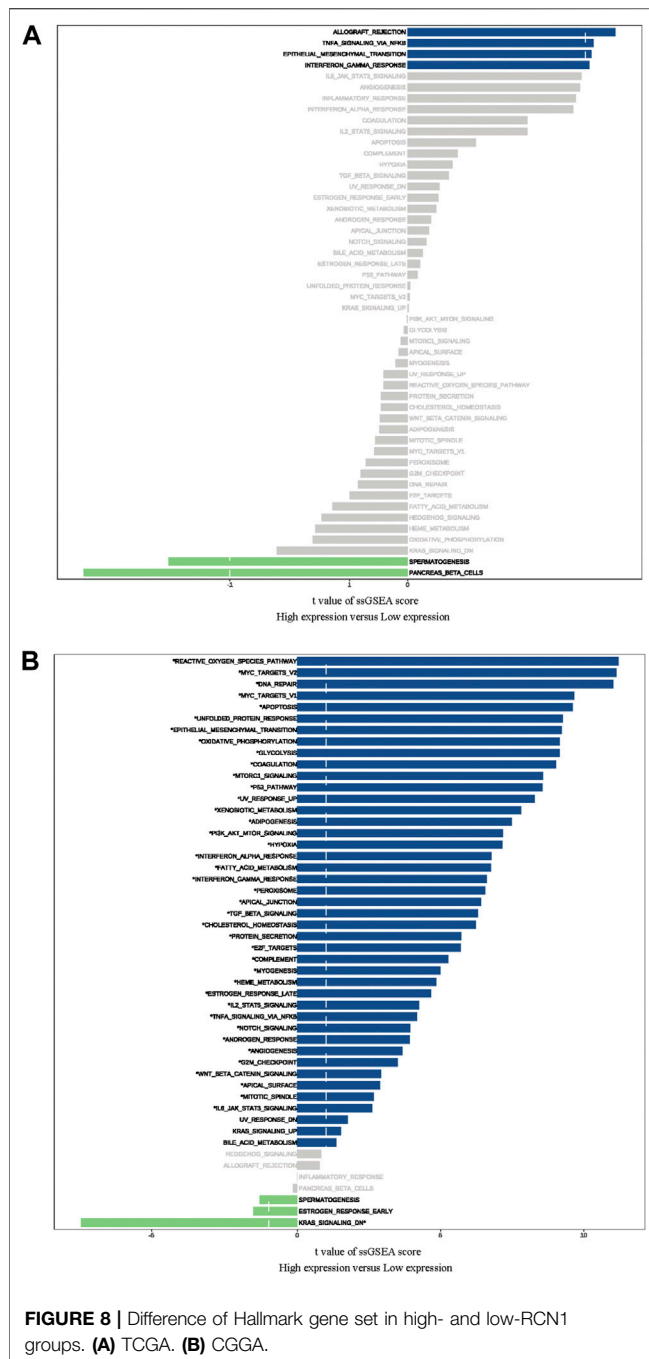 A
ALLOGRAFT_REJECTION
TNFA_SIGNALING_VIA_NFKB
EPITHELIAL_MESENCHYMAL_TRANSITION
INTERFERON_GAMMA_RESPONSE
IL6_JAK_STAT3_SIGNALING
ANGIOGENESIS
INFLAMMATORY_RESPONSE
INTERFERON_ALPHA_RESPONSE
COAGULATION
IL2_STAT5_SIGNALING
APOPTOSIS
COMPLEMENT
HYPOXIA
TGF_BETA_SIGNALING
UV_RESPONSE_DN
ESTROGEN_RESPONSE_EARLY
XENOBIOTIC_METABOLISM
ANDROGEN_RESPONSE
APICAL_JUNCTION
NOTCH_SIGNALING
BILE_ACID_METABOLISM
ESTROGEN_RESPONSE_LATE
P53_PATHWAY
UNFOLDED_PROTEIN_RESPONSE
MYC_TARGETS_V2
KRAS_SIGNALING_UP
PI3K_AKT_MTOR_SIGNALING
GLYCOLYSIS
MTORC1_SIGNALING
APICAL_SURFACE
MYOGENESIS
UV_RESPONSE_UP
REACTIVE_OXYGEN_SPECIES_PATHWAY
PROTEIN_SECRETION
CHOLESTEROL_HOMEOSTASIS
WNT_BETA_CATENIN_SIGNALING
ADIPOGENESIS
MITOTIC_SPINDLE
MYC_TARGETS_V1
PEROXISOME
G2M_CHECKPOINT
DNA_REPAIR
E2F_TARGETS
FATTY_ACID_METABOLISM
HEDGEHOG_SIGNALING
HEME_METABOLISM
OXIDATIVE_PHOSPHORYLATION
KRAS_SIGNALING_DN
SPERMATOGENESIS
PANCREAS_BETA_CELLS
-1 1 0
t value of ssGSEA score
High expression versus Low expression
B
*REACTIVE_OXYGEN_SPECIES_PATHWAY
*MYC_TARGETS_V2
*DNA_REPAIR
*MYC_TARGETS_V1
*APOPTOSIS
*UNFOLDED_PROTEIN_RESPONSE
*EPITHELIAL_MESENCHYMAL_TRANSITION
*OXIDATIVE_PHOSPHORYLATION
*GLYCOLYSIS
*COAGULATION
*MTORC1_SIGNALING
*P53_PATHWAY
*UV_RESPONSE_UP
*XENOBIOTIC_METABOLISM
*ADIPOGENESIS
*PI3K_AKT_MTOR_SIGNALING
*HYPOXIA
*INTERFERON_ALPHA_RESPONSE
*FATTY_ACID_METABOLISM
*INTERFERON_GAMMA_RESPONSE
*PEROXISOME
*APICAL_JUNCTION
*TGF_BETA_SIGNALING
*CHOLESTEROL_HOMEOSTASIS
*PROTEIN_SECRETION
*E2F_TARGETS
*COMPLEMENT
*MYOGENESIS
*HEME_METABOLISM
*ESTROGEN_RESPONSE_LATE
*IL2_STAT5_SIGNALING
*TNFA_SIGNALING_VIA_NFKB
*NOTCH_SIGNALING
*ANDROGEN_RESPONSE
*ANGIOGENESIS
*G2M_CHECKPOINT
*WNT_BETA_CATENIN_SIGNALING
*APICAL_SURFACE
*MITOTIC_SPINDLE
*IL6_JAK_STAT3_SIGNALING
UV_RESPONSE_DN
KRAS_SIGNALING_UP
BILE_ACID_METABOLISM
HEDGEHOG_SIGNALING
ALLOGRAFT_REJECTION
INFLAMMATORY_RESPONSE
PANCREAS_BETA_CELLS
SPERMATOGENESIS
ESTROGEN_RESPONSE_EARLY
KRAS_SIGNALING_DN*
0 10
t value of ssGSEA score
High expression versus Low expression
FIGURE 8 | Difference of Hallmark gene set in high- and low-RCN1
groups. (A) TCGA. (B) CGGA.